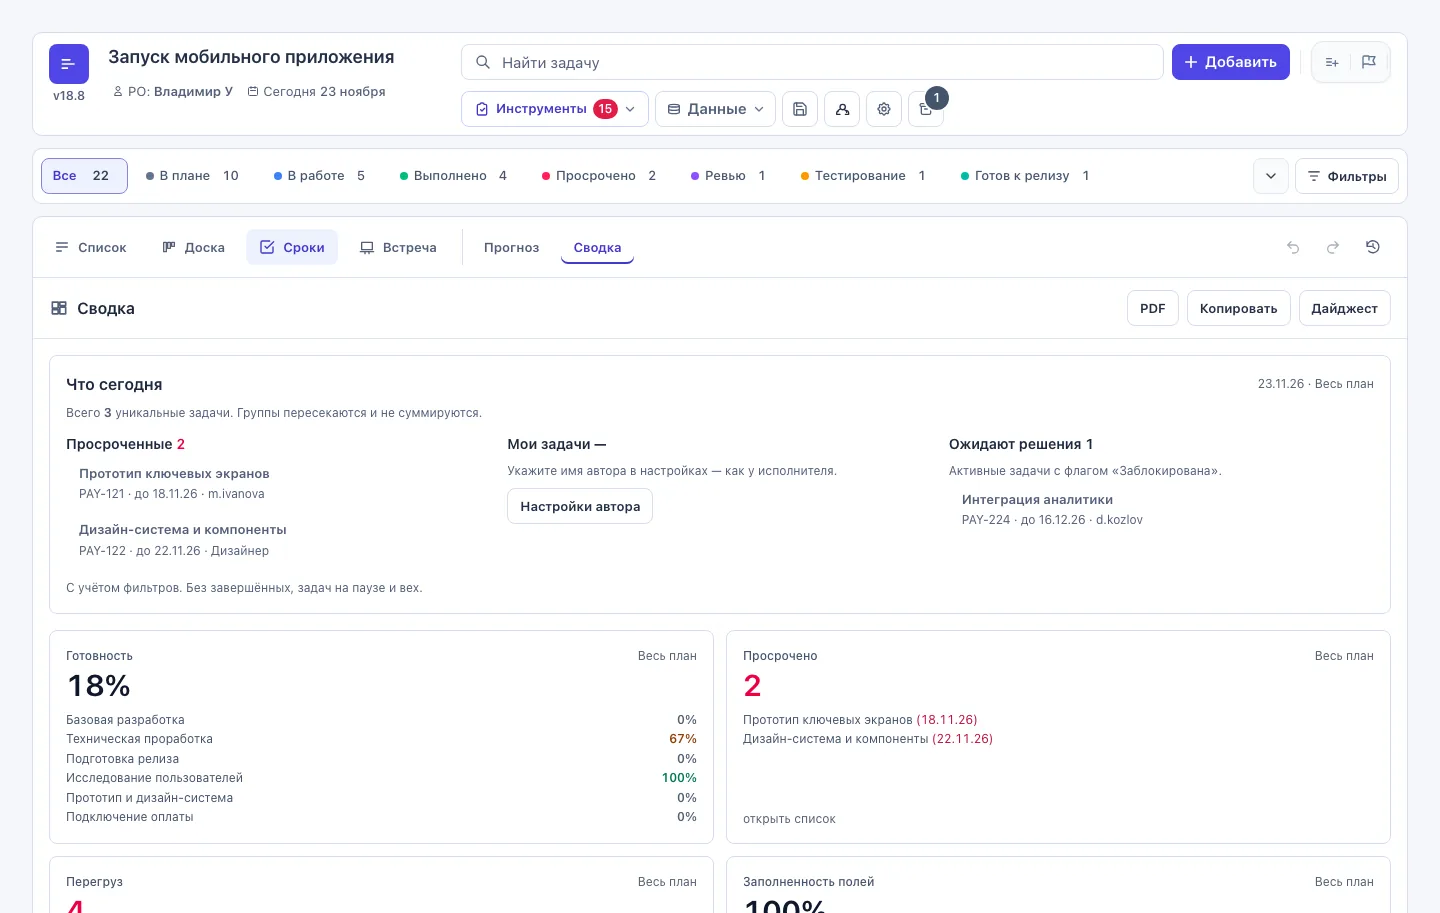 Запуск мобильного приложения
v18.8
PO: Владимир У
Сегодня 23 ноября
Найти задачу
Добавить
Инструменты 15
Данные
1
Все 22
В плане 10
В работе 5
Выполнено 4
Просрочено 2
Ревью 1
Тестирование 1
Готов к релизу 1
Фильтры
Список
Доска
Сроки
Встреча
Прогноз
Сводка
Сводка
PDF
Копировать
Дайджест
Что сегодня
23.11.26 · Весь план
Всего 3 уникальные задачи. Группы пересекаются и не суммируются.
Просроченные 2
Прототип ключевых экранов
PAY-121 · до 18.11.26 · m.ivanova
Дизайн-система и компоненты
PAY-122 · до 22.11.26 · Дизайнер
Мои задачи —
Укажите имя автора в настройках — как у исполнителя.
Настройки автора
Ожидают решения 1
Активные задачи с флагом «Заблокирована».
Интеграция аналитики
PAY-224 · до 16.12.26 · d.kozlov
С учётом фильтров. Без завершённых, задач на паузе и вех.
Готовность
Весь план
18%
Базовая разработка 0%
Техническая проработка 67%
Подготовка релиза 0%
Исследование пользователей 100%
Прототип и дизайн-система 0%
Подключение оплаты 0%
Просрочено
Весь план
2
Прототип ключевых экранов (18.11.26)
Дизайн-система и компоненты (22.11.26)
открыть список
Перегруз
Весь план
4
Заполненность полей
Весь план
100%